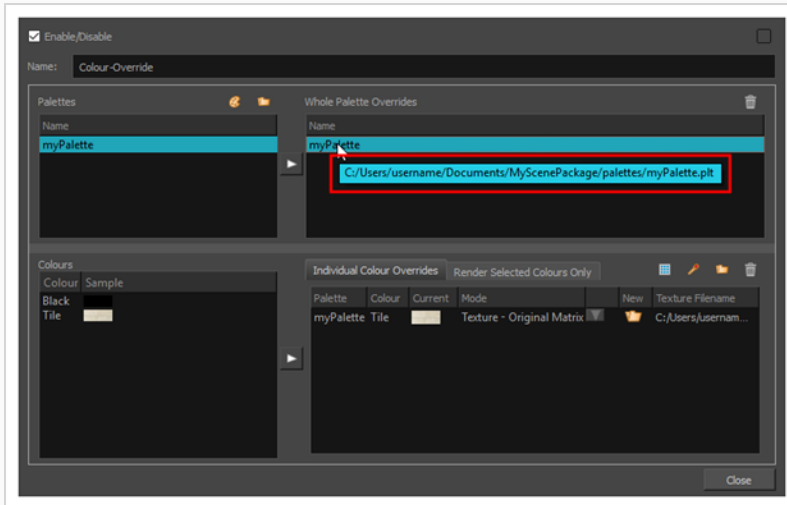 Enable/Disable
Name: Colour-Override
Palettes
Whole Palette Overrides
Name
Name
myPalette
myPalette
C:/Users/username/Documents/MyScenePackage/palettes/myPalette.plt
Colours
Individual Colour Overrides Render Selected Colours Only
Colour Sample
Palette Colour Current Mode New Texture Filename
Black
Tile
myPalette Tile Texture - Original Matrix C:/Users/usernam...
Close